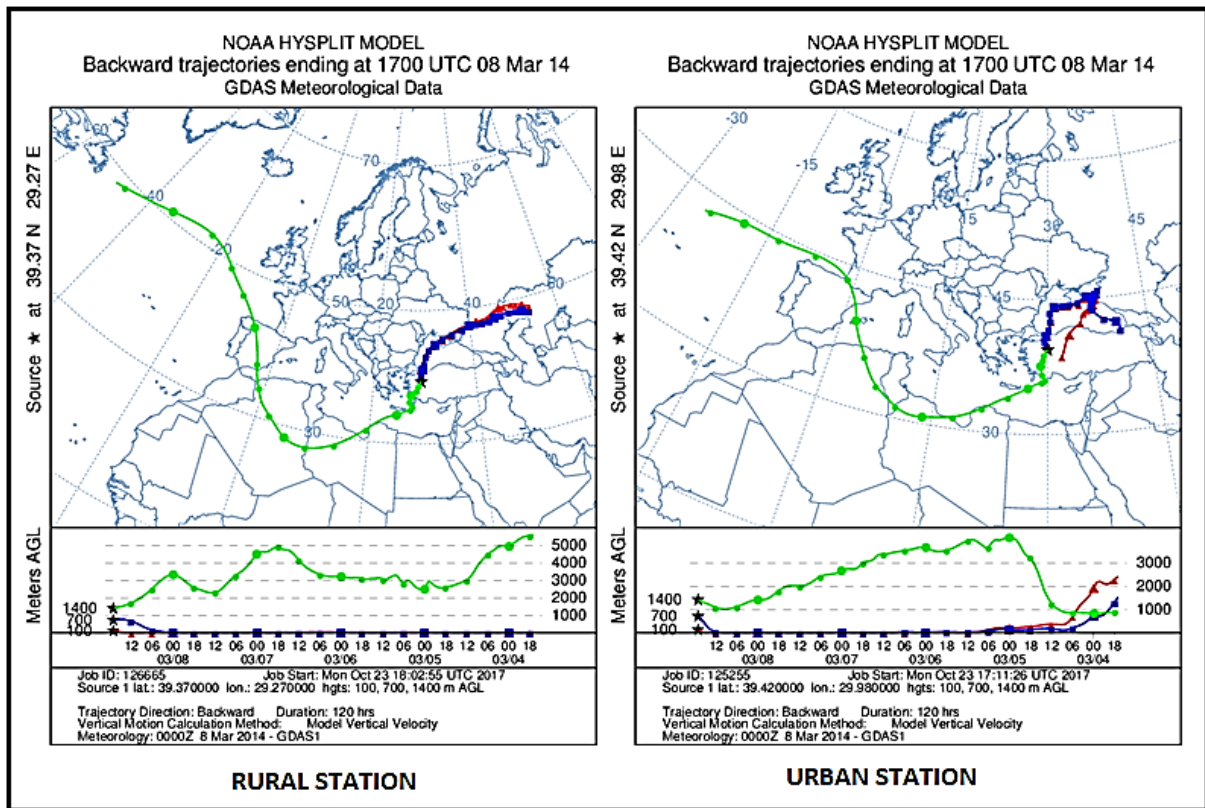 NOAA HYSPLIT MODEL
Backward trajectories ending at 1700 UTC 08 Mar 14
GDAS Meteorological Data
Source ★ at 39.37 N 29.27 E
60
40
20
70
50
20
40
60
30
Meters AGL
1400
700
100
5000
4000
3000
2000
1000
12 06 00 18 12 06 00 18 12 06 00 18 12 06 00 18 12 06 00 18
03/08 03/07 03/06 03/05 03/04
Job ID: 126665 Job Start: Mon Oct 23 18:02:55 UTC 2017
Source 1 lat.: 39.370000 lon.: 29.270000 hgts: 100, 700, 1400 m AGL
Trajectory Direction: Backward Duration: 120 hrs
Vertical Motion Calculation Method: Model Vertical Velocity
Meteorology: 0000Z 8 Mar 2014 - GDAS1
RURAL STATION
NOAA HYSPLIT MODEL
Backward trajectories ending at 1700 UTC 08 Mar 14
GDAS Meteorological Data
Source ★ at 39.42 N 29.98 E
-30
-15
60
15
30
45
45
30
Meters AGL
1400
700
100
3000
2000
1000
12 06 00 18 12 06 00 18 12 06 00 18 12 06 00 18 12 06 00 18
03/08 03/07 03/06 03/05 03/04
Job ID: 125255 Job Start: Mon Oct 23 17:11:26 UTC 2017
Source 1 lat.: 39.420000 lon.: 29.980000 hgts: 100, 700, 1400 m AGL
Trajectory Direction: Backward Duration: 120 hrs
Vertical Motion Calculation Method: Model Vertical Velocity
Meteorology: 0000Z 8 Mar 2014 - GDAS1
URBAN STATION